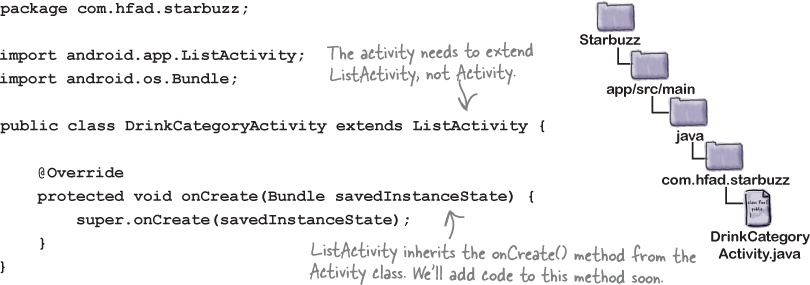 package com.hfad.starbuzz;
import android.app.ListActivity;
import android.os.Bundle;
The activity needs to extend
ListActivity, not Activity.
public class DrinkCategoryActivity extends ListActivity {
@Override
protected void onCreate(Bundle savedInstanceState) {
super.onCreate(savedInstanceState);
}
ListActivity inherits the onCreate() method from the
Activity class. We'll add code to this method soon.
}
Starbuzz
app/src/main
java
com.hfad.starbuzz
DrinkCategory
Activity.java